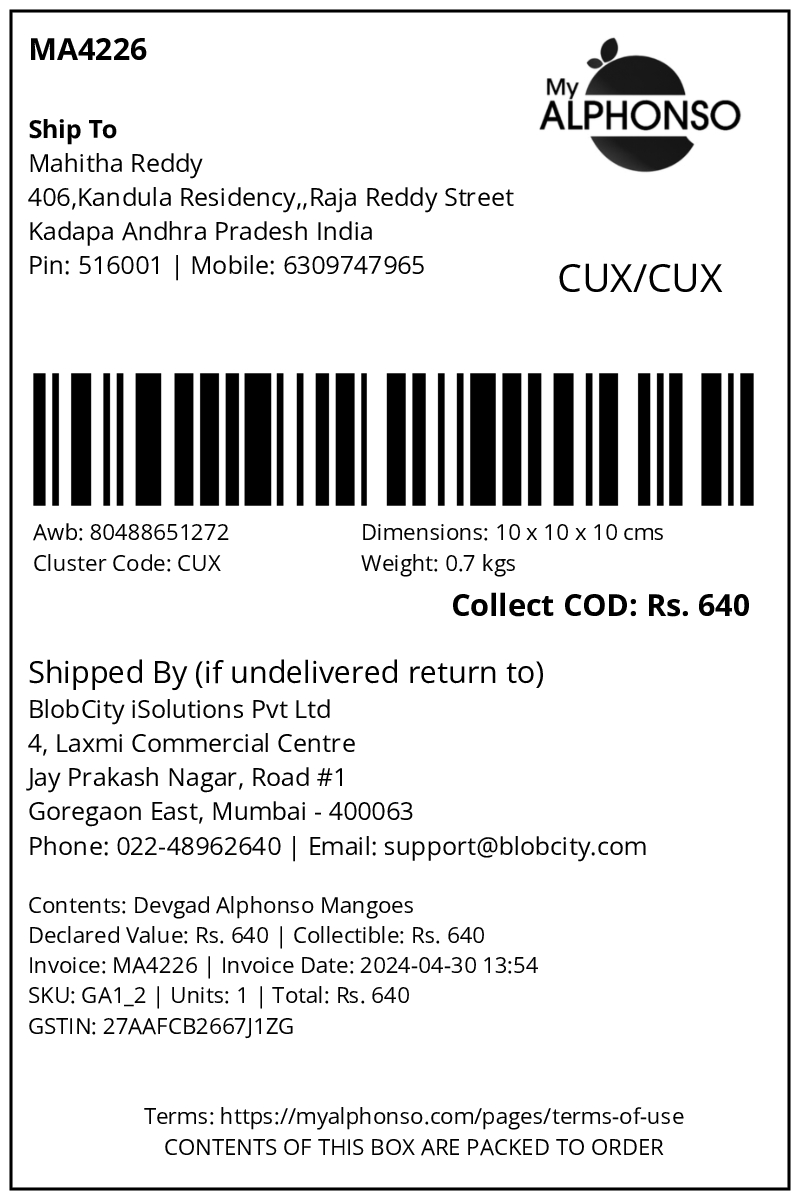 MA4226
My
ALPHONSO
Ship To
Mahitha Reddy
406,Kandula Residency,,Raja Reddy Street
Kadapa Andhra Pradesh India
Pin: 516001 | Mobile: 6309747965
CUX/CUX
Awb: 80488651272
Dimensions: 10 x 10 x 10 cms
Cluster Code: CUX
Weight: 0.7 kgs
Collect COD: Rs. 640
Shipped By (if undelivered return to)
BlobCity iSolutions Pvt Ltd
4, Laxmi Commercial Centre
Jay Prakash Nagar, Road #1
Goregaon East, Mumbai - 400063
Phone: 022-48962640 | Email: support@blobcity.com
Contents: Devgad Alphonso Mangoes
Declared Value: Rs. 640 | Collectible: Rs. 640
Invoice: MA4226 | Invoice Date: 2024-04-30 13:54
SKU: GA1_2 | Units: 1 | Total: Rs. 640
GSTIN: 27AAFCB2667J1ZG
Terms: https://myalphonso.com/pages/terms-of-use
CONTENTS OF THIS BOX ARE PACKED TO ORDER